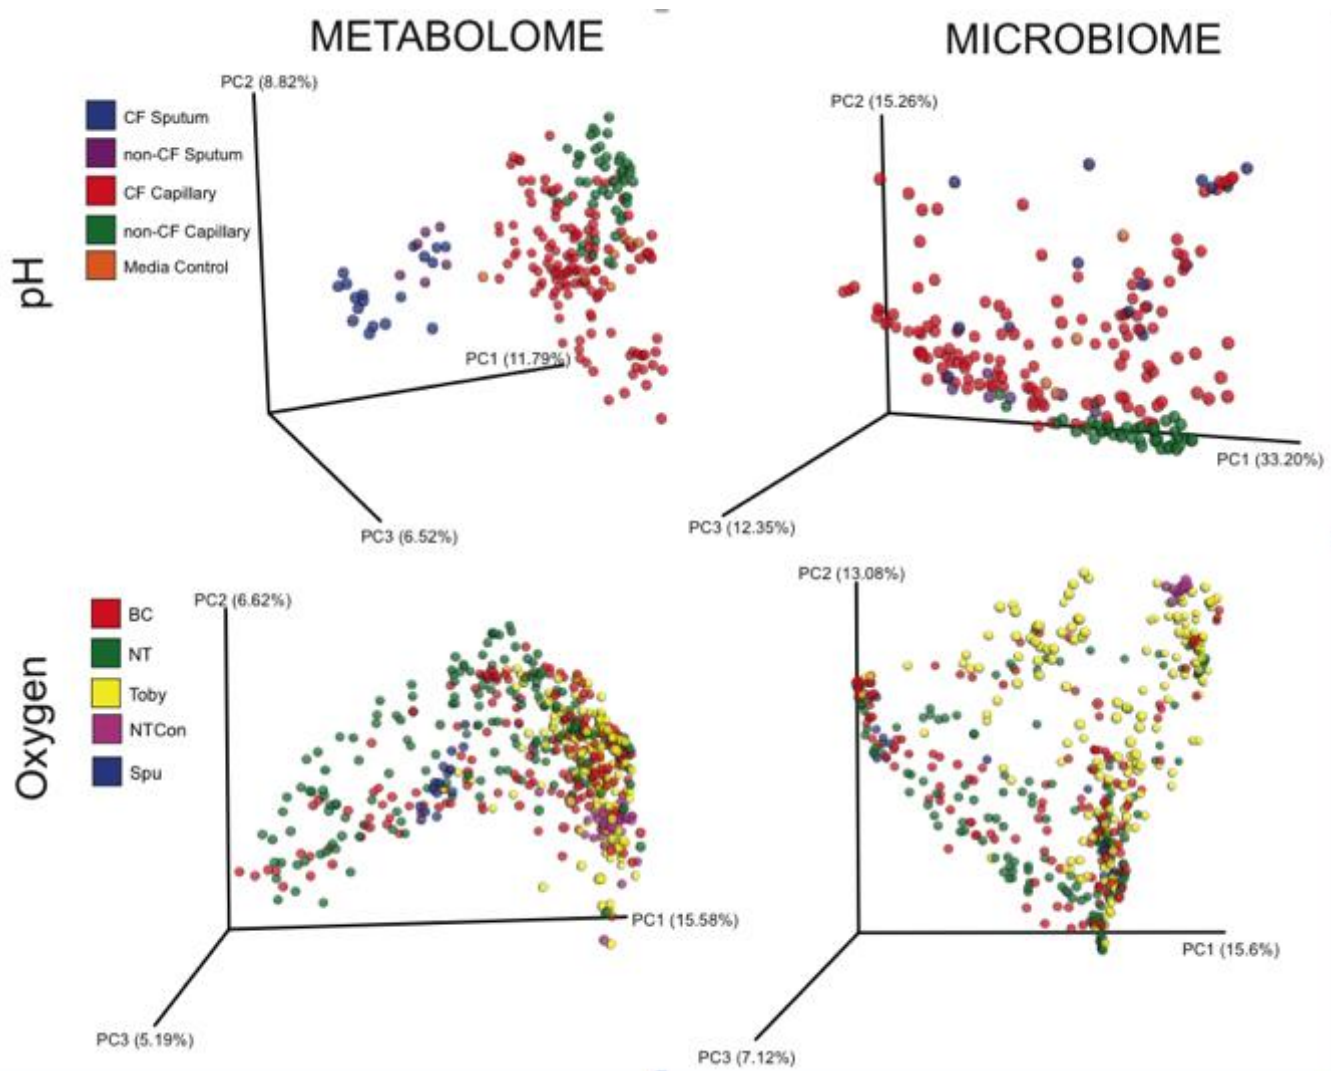 METABOLOME
MICROBIOME
pH
PC2 (8.82%)
CF Sputum
non-CF Sputum
CF Capillary
non-CF Capillary
Media Control
PC1 (11.79%)
PC3 (6.52%)
PC2 (15.26%)
PC1 (33.20%)
PC3 (12.35%)
Oxygen
PC2 (6.62%)
BC
NT
Toby
NTCon
Spu
PC1 (15.58%)
PC3 (5.19%)
PC2 (13.08%)
PC1 (15.6%)
PC3 (7.12%)